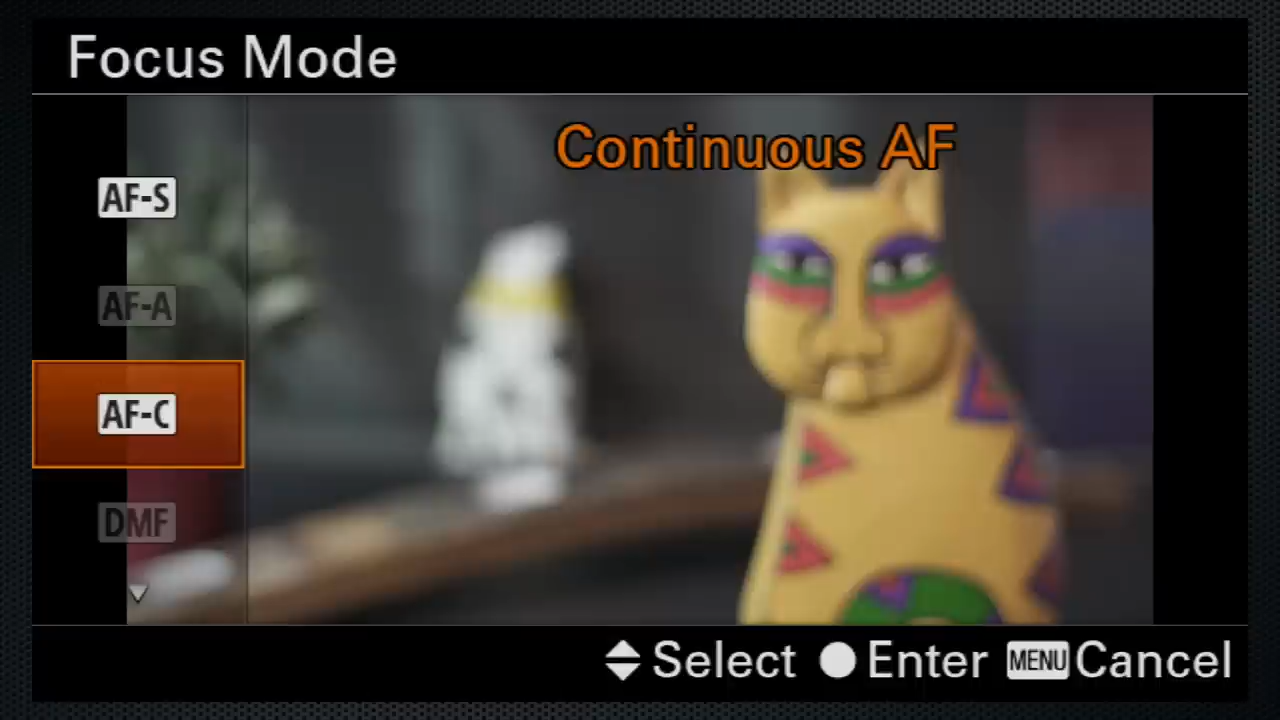 Focus Mode
Continuous AF
AF-S
AF-A
AF-C
DMF
Select Enter MENU Cancel